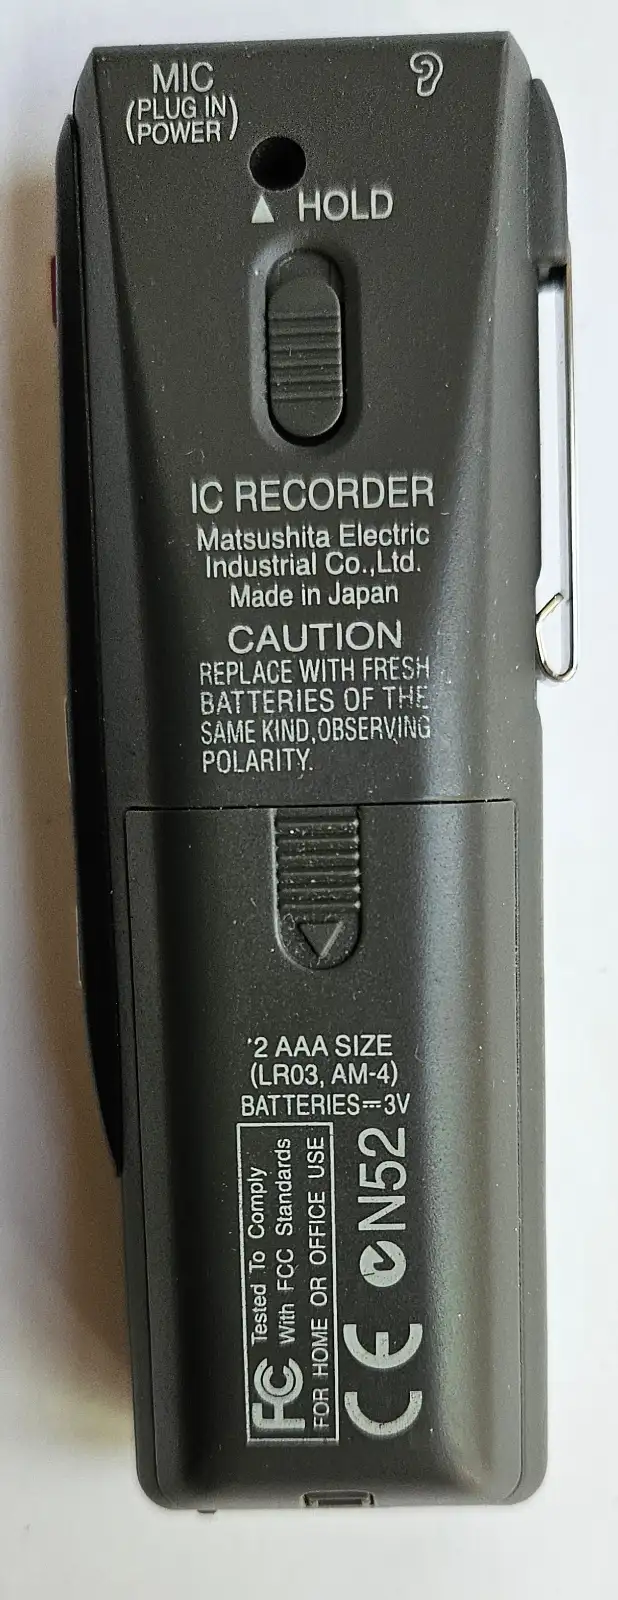 MIC
(PLUG IN
POWER)
▲ HOLD
IC RECORDER
Matsushita Electric
Industrial Co.,Ltd.
Made in Japan
CAUTION
REPLACE WITH FRESH
BATTERIES OF THE
SAME KIND,OBSERVING
POLARITY.
2 AAA SIZE
(LR03, AM-4)
BATTERIES⎓3V
FC Tested To Comply
With FCC Standards
FOR HOME OR OFFICE USE
CE N52